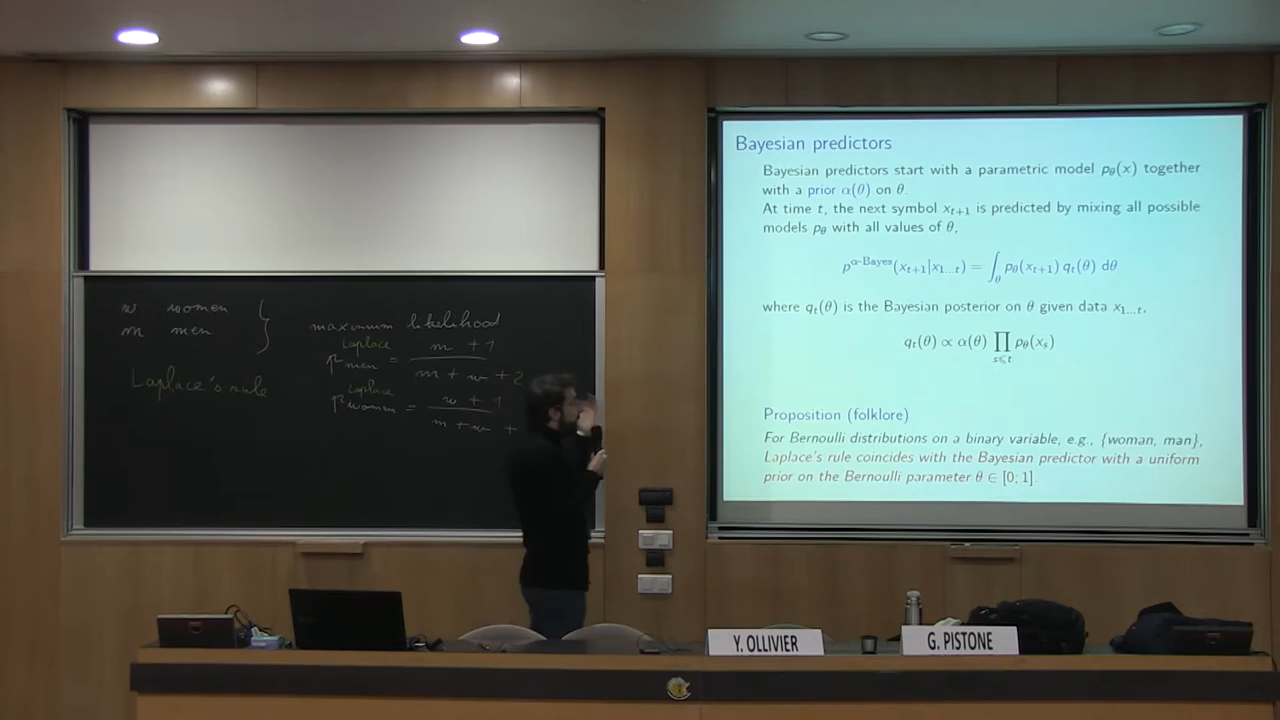 w women
m men
Laplace's rule
maximum likelihood
Laplace
p men = m + 1 / m + w + 2
Laplace
p women = w + 1 / m + w +
Bayesian predictors
Bayesian predictors start with a parametric model pθ(x) together
with a prior α(θ) on θ.
At time t, the next symbol xt+1 is predicted by mixing all possible
models pθ with all values of θ,
p^α-Bayes(xt+1|x1...t) = ∫θ pθ(xt+1) qt(θ) dθ
where qt(θ) is the Bayesian posterior on θ given data x1...t,
qt(θ) ∝ α(θ) ∏s⩽t pθ(xs)
Proposition (folklore)
For Bernoulli distributions on a binary variable, e.g., {woman, man},
Laplace's rule coincides with the Bayesian predictor with a uniform
prior on the Bernoulli parameter θ ∈ [0; 1].
Y. OLLIVIER
G. PISTONE